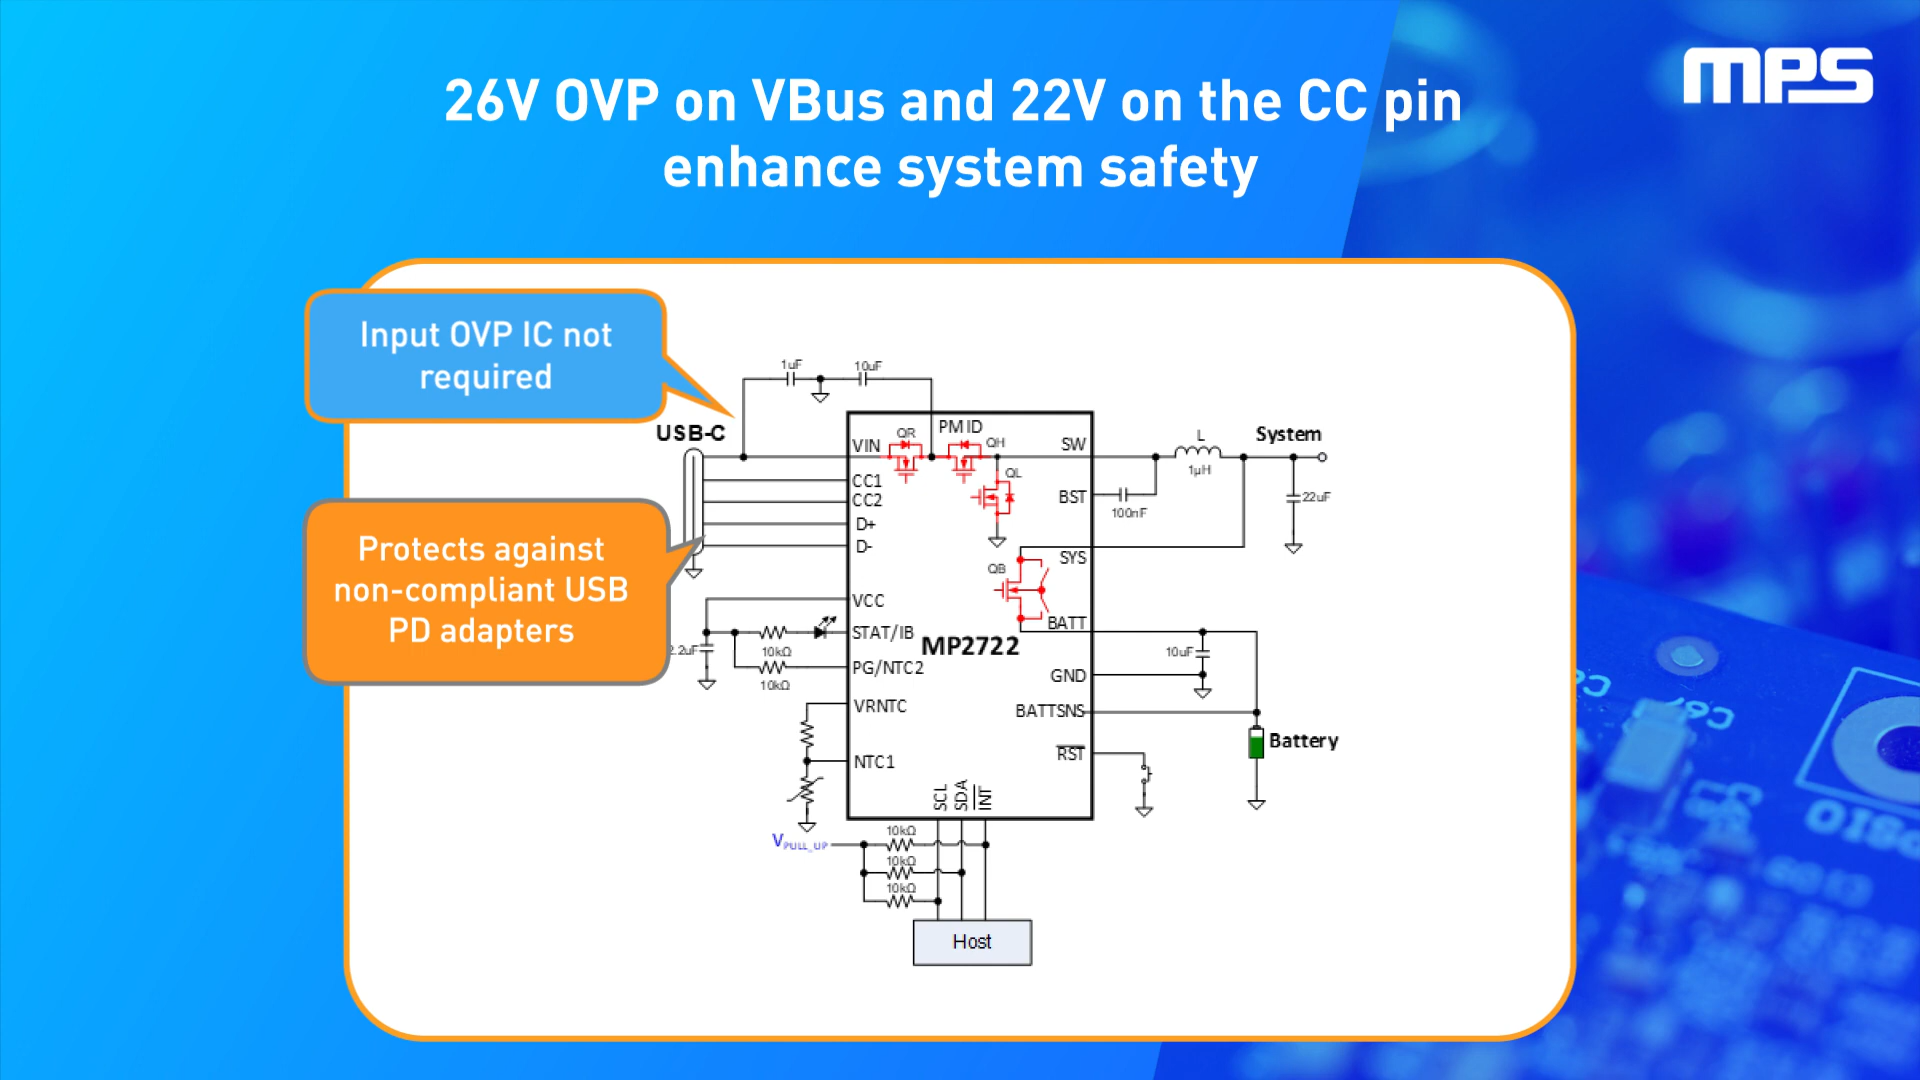 MPS
26V OVP on VBus and 22V on the CC pin
enhance system safety
Input OVP IC not
required
Protects against
non-compliant USB
PD adapters
1uF
10uF
USB-C
VIN
QR
PMID
QH
SW
L
1µH
System
CC1
CC2
QL
BST
100nF
22uF
D+
D-
QB
SYS
VCC
STAT/IB
MP2722
BATT
2.2uF
10kΩ
PG/NTC2
10kΩ
10uF
GND
VRNTC
BATTSNS
Battery
RST
NTC1
SCL
SDA
INT
VPULL_UP
10kΩ
10kΩ
10kΩ
Host